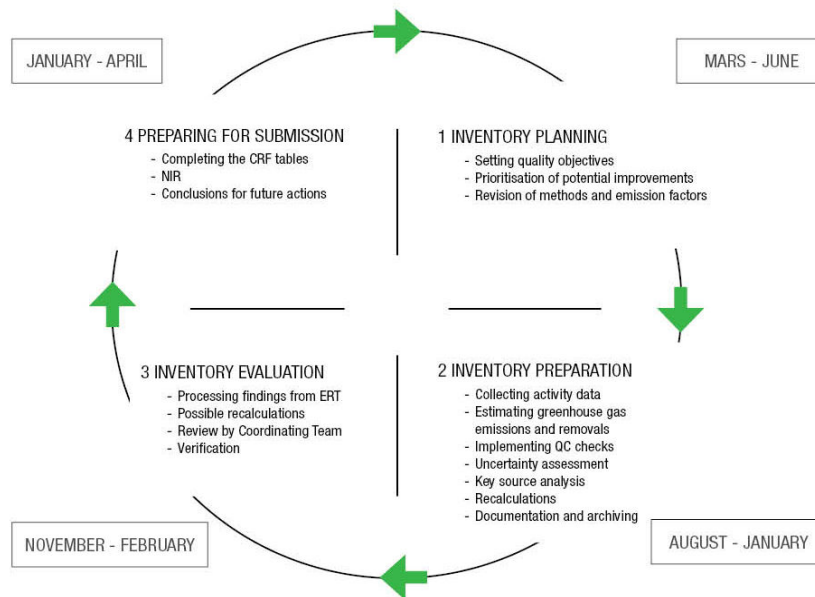 JANUARY - APRIL
MARS - JUNE
4 PREPARING FOR SUBMISSION
- Completing the CRF tables
- NIR
- Conclusions for future actions
1 INVENTORY PLANNING
- Setting quality objectives
- Prioritisation of potential improvements
- Revision of methods and emission factors
3 INVENTORY EVALUATION
- Processing findings from ERT
- Possible recalculations
- Review by Coordinating Team
- Verification
2 INVENTORY PREPARATION
- Collecting activity data
- Estimating greenhouse gas
emissions and removals
- Implementing QC checks
- Uncertainty assessment
- Key source analysis
- Recalculations
- Documentation and archiving
NOVEMBER - FEBRUARY
AUGUST - JANUARY